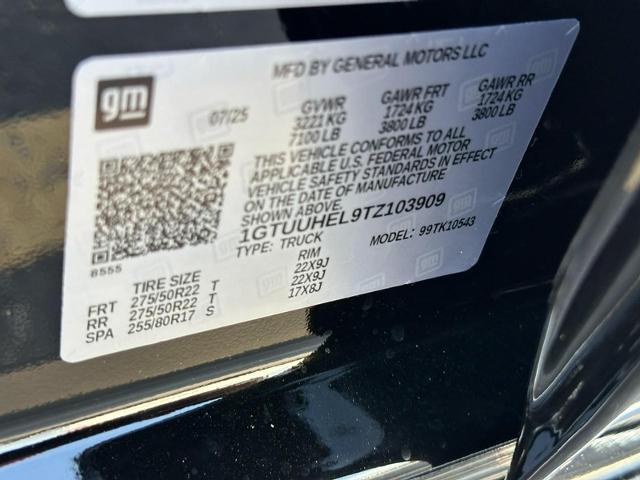 MFD BY GENERAL MOTORS LLC
gm
07/25
GVWR
3221 KG
7100 LB
GAWR FRT
1724 KG
3800 LB
GAWR RR
1724 KG
3800 LB
THIS VEHICLE CONFORMS TO ALL
APPLICABLE U.S. FEDERAL MOTOR
VEHICLE SAFETY STANDARDS IN EFFECT
ON THE DATE OF MANUFACTURE
SHOWN ABOVE.
1GTUUHEL9TZ103909
TYPE: TRUCK
MODEL: 99TK10543
8555
TIRE SIZE
RIM
FRT 275/50R22 T 22X9J
RR 275/50R22 T 22X9J
SPA 255/80R17 S 17X8J